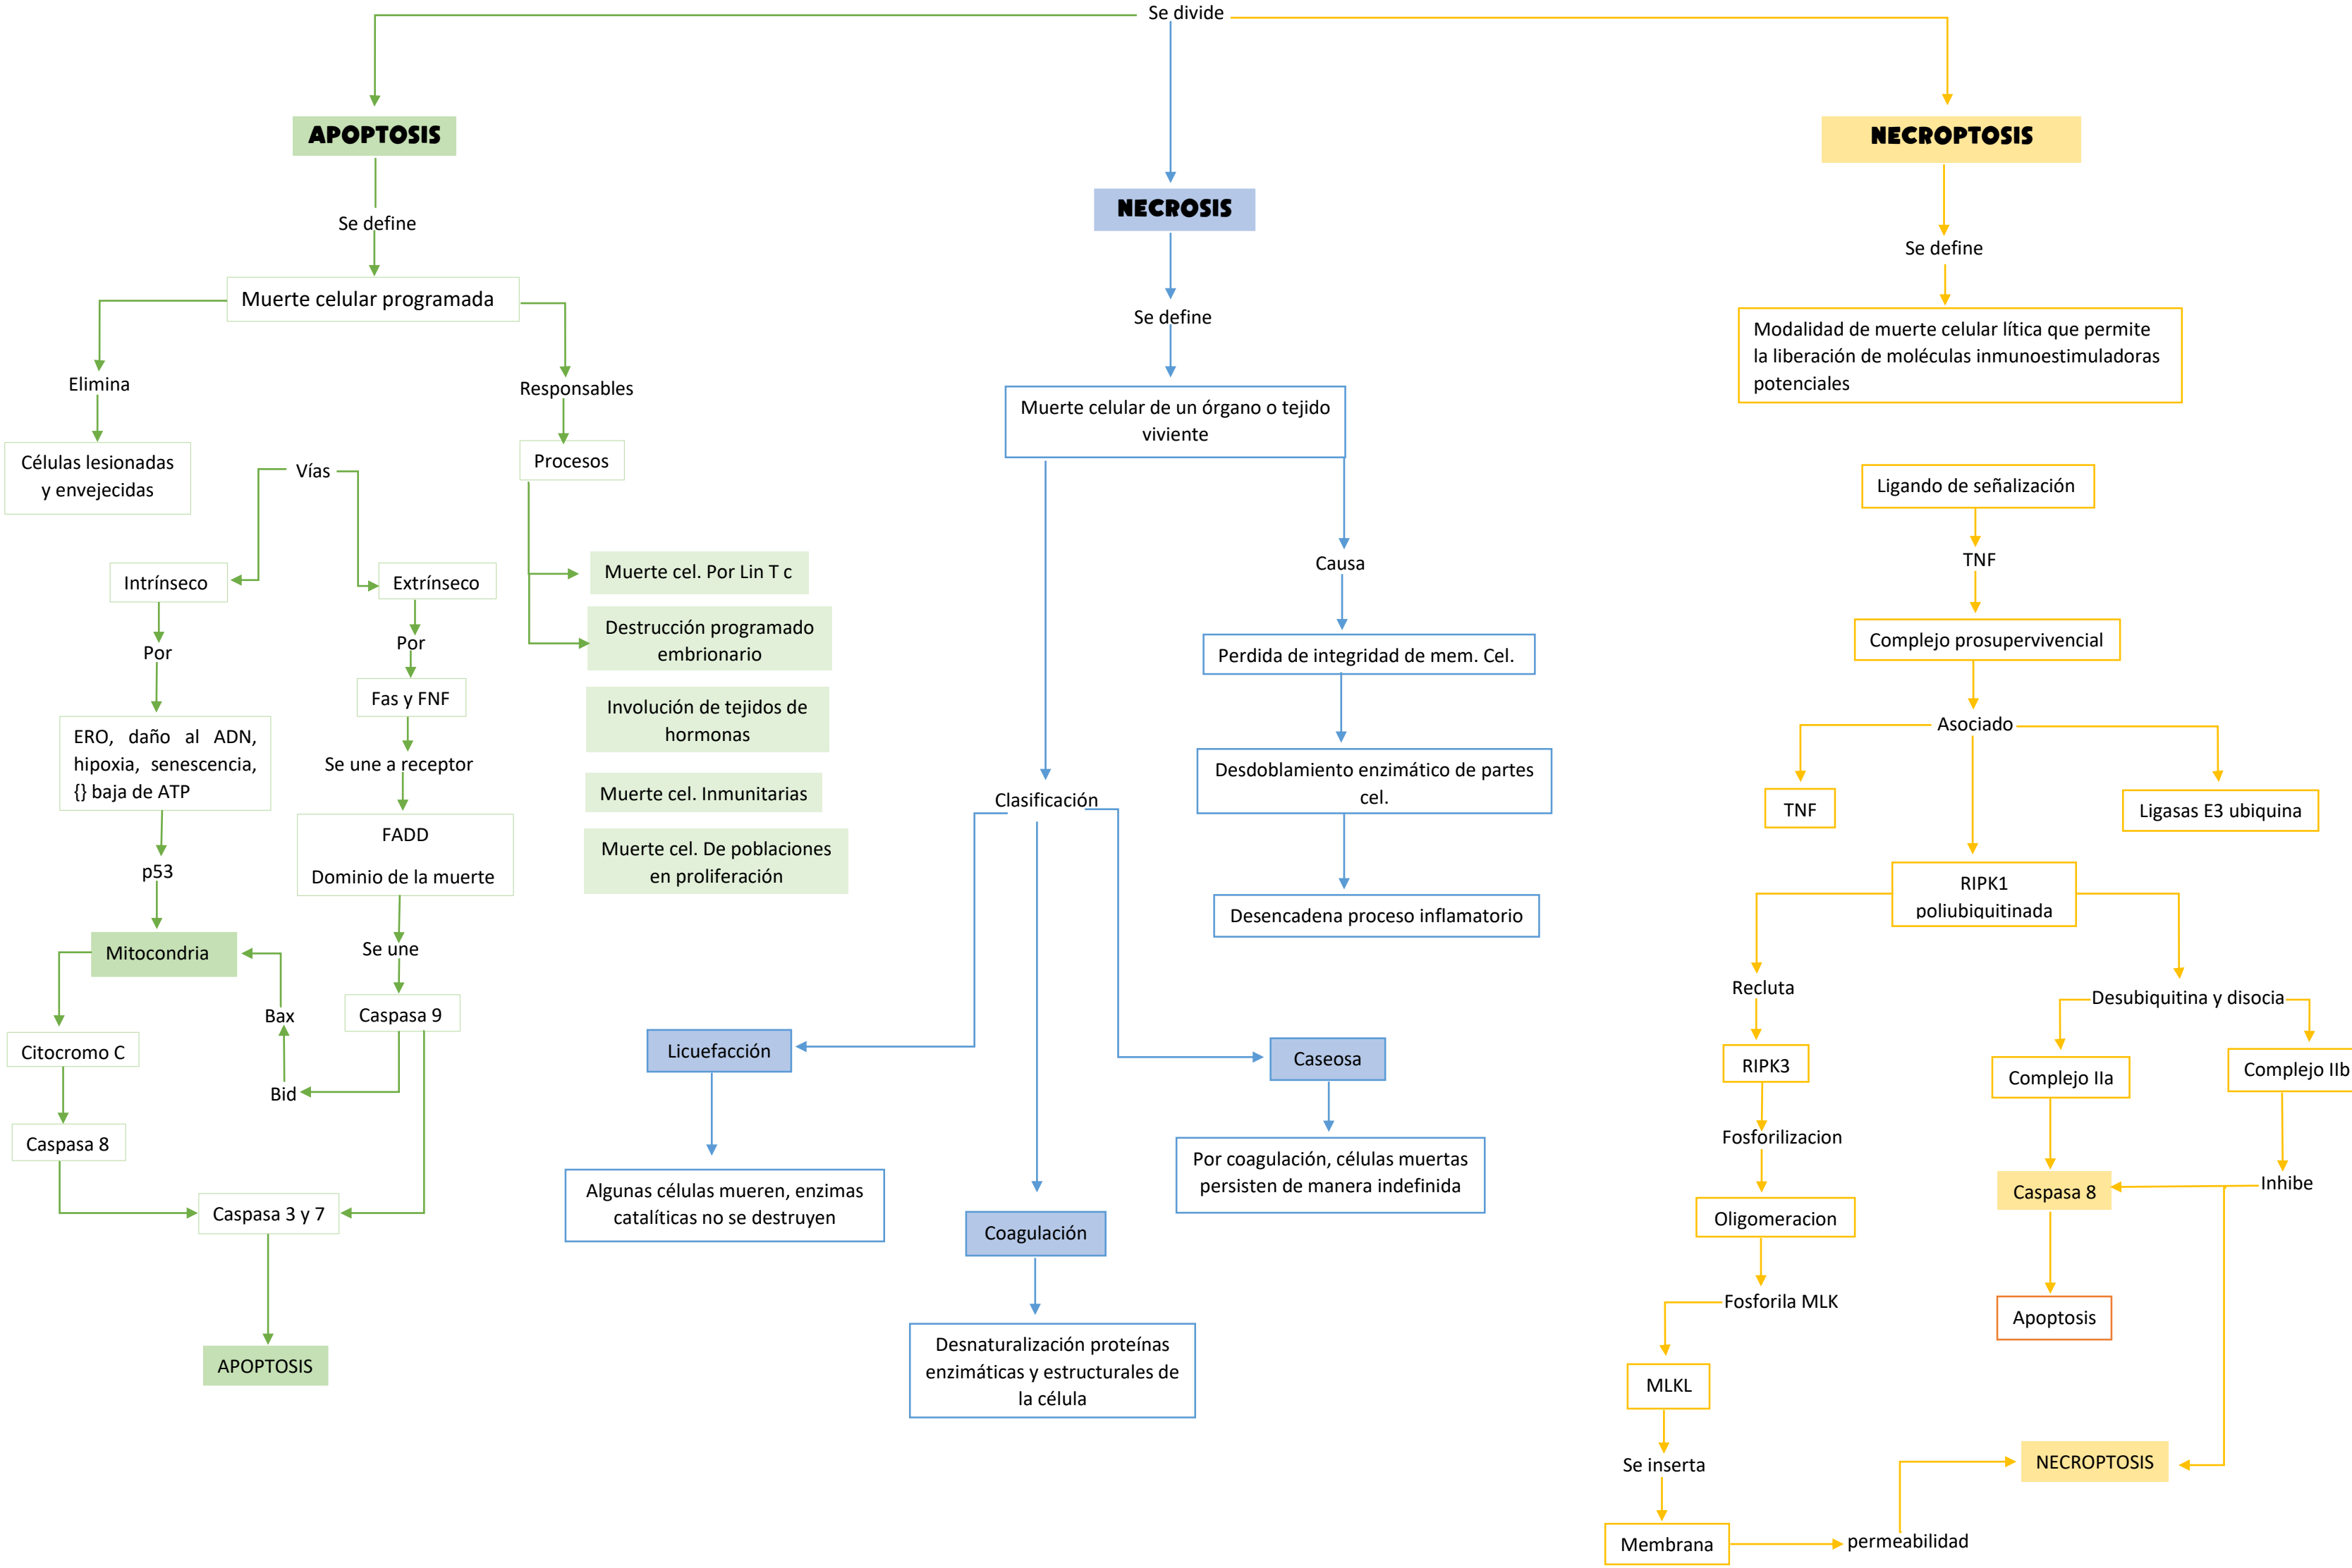 Se divide
APOPTOSIS
Se define
Muerte celular programada
Elimina
Células lesionadas
y envejecidas
Responsables
Procesos
Muerte cel. Por Lin T c
Destrucción programado
embrionario
Involución de tejidos de
hormonas
Muerte cel. Inmunitarias
Muerte cel. De poblaciones
en proliferación
Vías
Intrínseco
Por
ERO, daño al ADN,
hipoxia, senescencia,
{} baja de ATP
p53
Mitocondria
Citocromo C
Caspasa 8
Extrínseco
Por
Fas y FNF
Se une a receptor
FADD
Dominio de la muerte
Se une
Caspasa 9
Bax
Bid
Caspasa 3 y 7
APOPTOSIS
NECROSIS
Se define
Muerte celular de un órgano o tejido
viviente
Causa
Perdida de integridad de mem. Cel.
Desdoblamiento enzimático de partes
cel.
Desencadena proceso inflamatorio
Clasificación
Licuefacción
Algunas células mueren, enzimas
catalíticas no se destruyen
Coagulación
Desnaturalización proteínas
enzimáticas y estructurales de
la célula
Caseosa
Por coagulación, células muertas
persisten de manera indefinida
NECROPTOSIS
Se define
Modalidad de muerte celular lítica que permite
la liberación de moléculas inmunoestimuladoras
potenciales
Ligando de señalización
TNF
Complejo prosupervivencial
Asociado
TNF
Ligasas E3 ubiquina
RIPK1
poliubiquitinada
Recluta
RIPK3
Fosforilizacion
Oligomeracion
Fosforila MLK
MLKL
Se inserta
Membrana
permeabilidad
Desubiquitina y disocia
Complejo IIa
Complejo IIb
Caspasa 8
Inhibe
Apoptosis
NECROPTOSIS